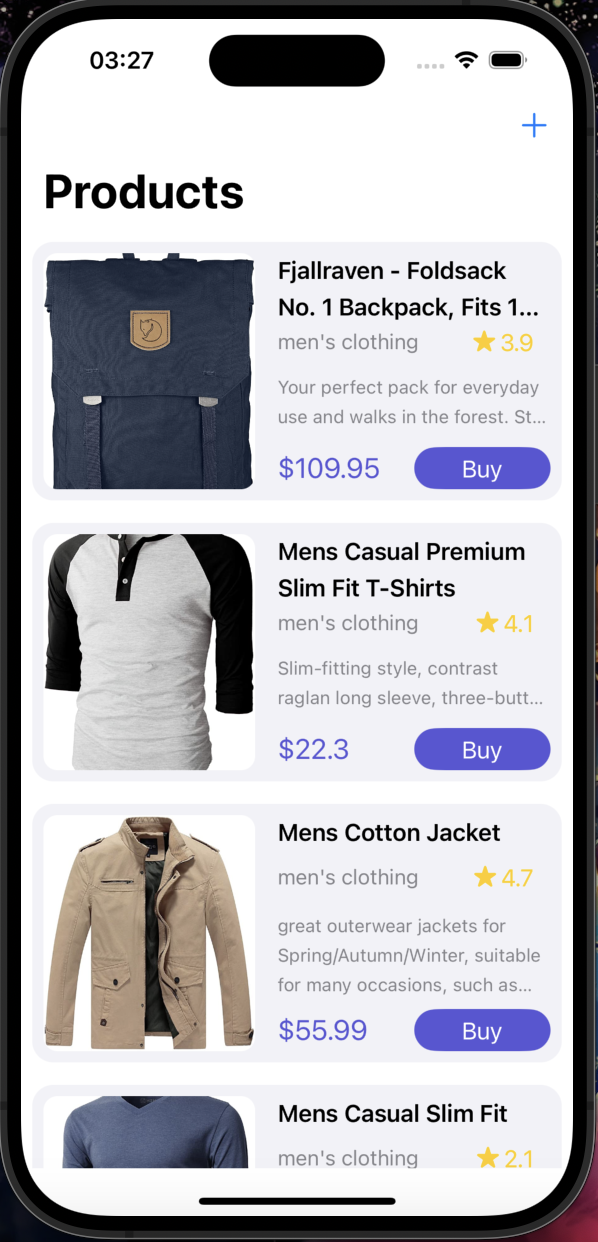 03:27
Products
Fjallraven - Foldsack
No. 1 Backpack, Fits 1...
men's clothing
3.9
Your perfect pack for everyday
use and walks in the forest. St...
$109.95
Buy
Mens Casual Premium
Slim Fit T-Shirts
men's clothing
4.1
Slim-fitting style, contrast
raglan long sleeve, three-butt...
$22.3
Buy
Mens Cotton Jacket
men's clothing
4.7
great outerwear jackets for
Spring/Autumn/Winter, suitable
for many occasions, such as...
$55.99
Buy
Mens Casual Slim Fit
men's clothing
2.1